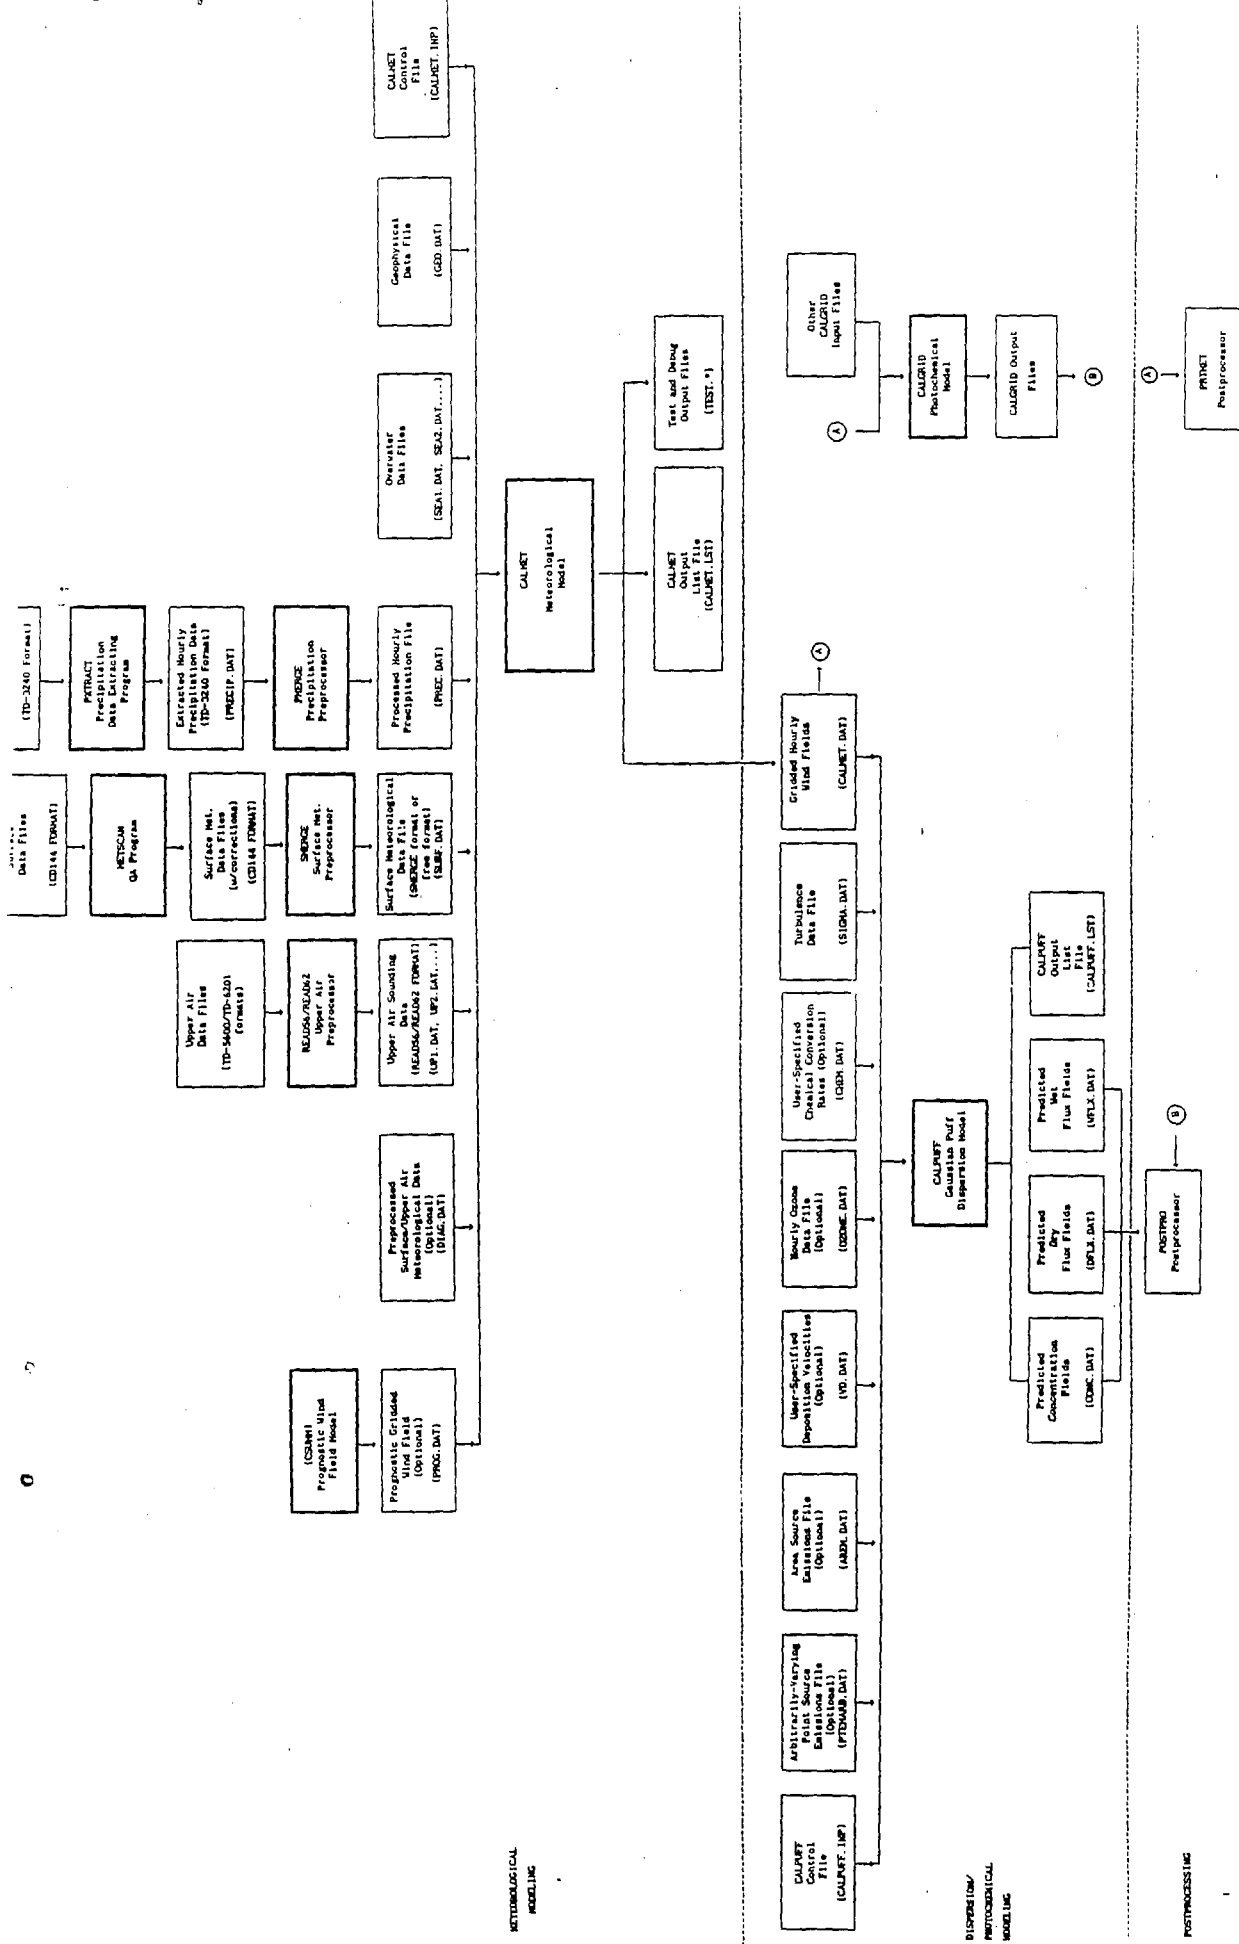 (TD-3240 Format)
Data Files
(CD144 FORMAT)
PXTRACT
Precipitation
Data Extracting
Program
METSCAN
QA Program
Upper Air
Data Files
(TD-5600/TD-6201
formats)
Surface Met.
Data Files
(w/corrections)
(CD144 FORMAT)
Extracted Hourly
Precipitation Data
(TD-3240 Format)
(PRECIP.DAT)
(CSUMM)
Prognostic Wind
Field Model
READ56/READ62
Upper Air
Preprocessor
SMERGE
Surface Met.
Preprocessor
PMERGE
Precipitation
Preprocessor
Prognostic Gridded
Wind Field
(Optional)
(PROG.DAT)
Preprocessed
Surface/Upper Air
Meteorological Data
(Optional)
(DIAG.DAT)
Upper Air Sounding
Data
(READ56/READ62 FORMAT)
(UP1.DAT, UP2.DAT,...)
Surface Meteorological
Data File
(SMERGE format or
free format)
(SURF.DAT)
Processed Hourly
Precipitation File
(PREC.DAT)
Overwater
Data Files
(SEA1.DAT, SEA2.DAT,...)
Geophysical
Data File
(GEO.DAT)
CALMET
Control
File
(CALMET.INP)
METEOROLOGICAL
MODELING
CALMET
Meteorological
Model
CALMET
Output
List File
(CALMET.LST)
Test and Debug
Output Files
(TEST.*)
CALPUFF
Control
File
(CALPUFF.INP)
Arbitrarily-Varying
Point Source
Emissions File
(Optional)
(PTEMARB.DAT)
Area Source
Emissions File
(Optional)
(AREM.DAT)
User-Specified
Deposition Velocities
(Optional)
(VD.DAT)
Hourly Ozone
Data File
(Optional)
(OZONE.DAT)
User-Specified
Chemical Conversion
Rates (Optional)
(CHEM.DAT)
Turbulence
Data File
(SIGMA.DAT)
Gridded Hourly
Wind Fields
(CALMET.DAT)
A
A
Other
CALGRID
Input Files
DISPERSION/
PHOTOCHEMICAL
MODELING
CALPUFF
Gaussian Puff
Dispersion Model
CALGRID
Photochemical
Model
Predicted
Concentration
Fields
(CONC.DAT)
Predicted
Dry
Flux Fields
(DFLX.DAT)
Predicted
Wet
Flux Fields
(WFLX.DAT)
CALPUFF
Output
List
File
(CALPUFF.LST)
CALGRID Output
Files
B
POSTPROCESSING
POSTPRO
Postprocessor
B
A
PRTMET
Postprocessor